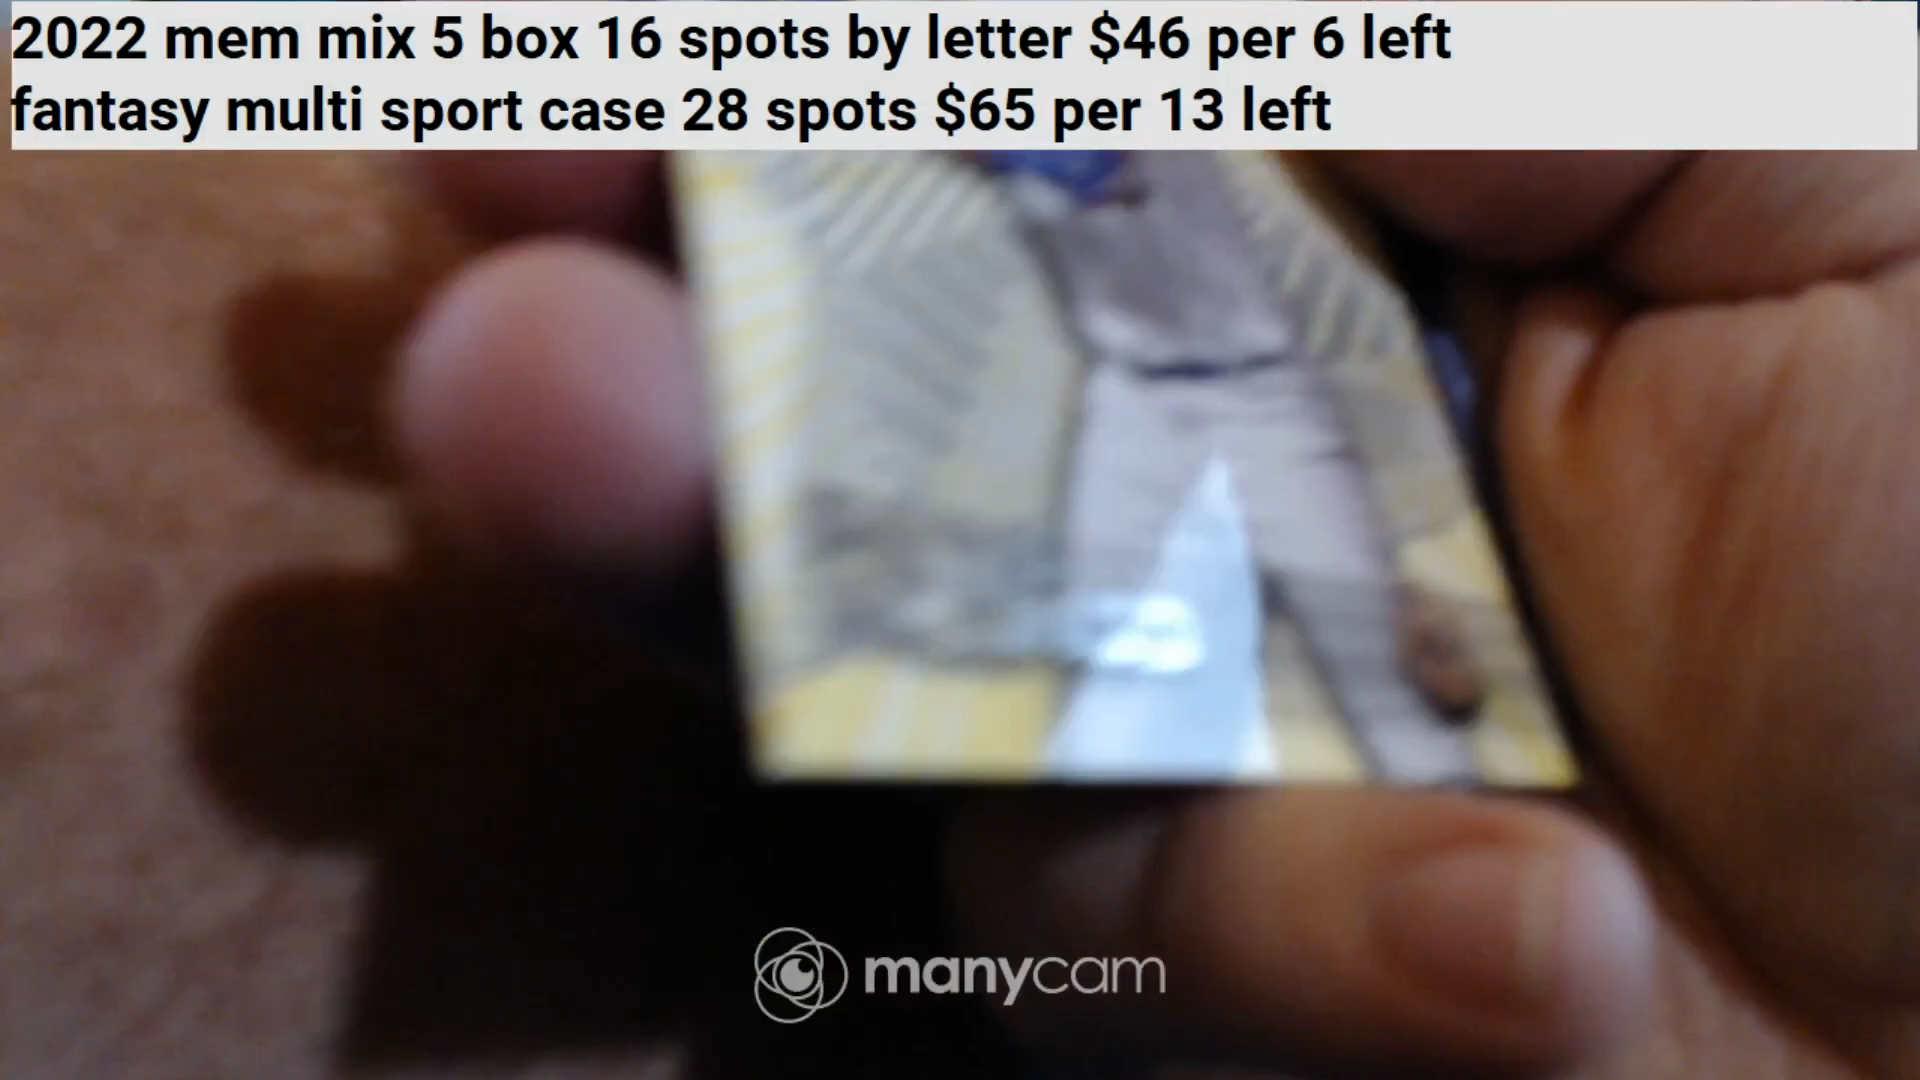 2022 mem mix 5 box 16 spots by letter $46 per 6 left
fantasy multi sport case 28 spots $65 per 13 left
manycam